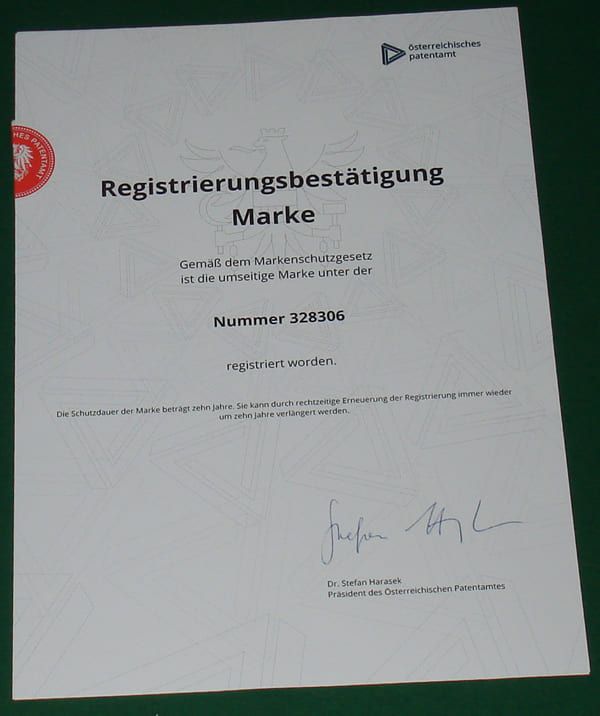 österreichisches
patentamt
HES PATENTAMT
Registrierungsbestätigung
Marke
Gemäß dem Markenschutzgesetz
ist die umseitige Marke unter der
Nummer 328306
registriert worden.
Die Schutzdauer der Marke beträgt zehn Jahre. Sie kann durch rechtzeitige Erneuerung der Registrierung immer wieder
um zehn Jahre verlängert werden.
Dr. Stefan Harasek
Präsident des Österreichischen Patentamtes